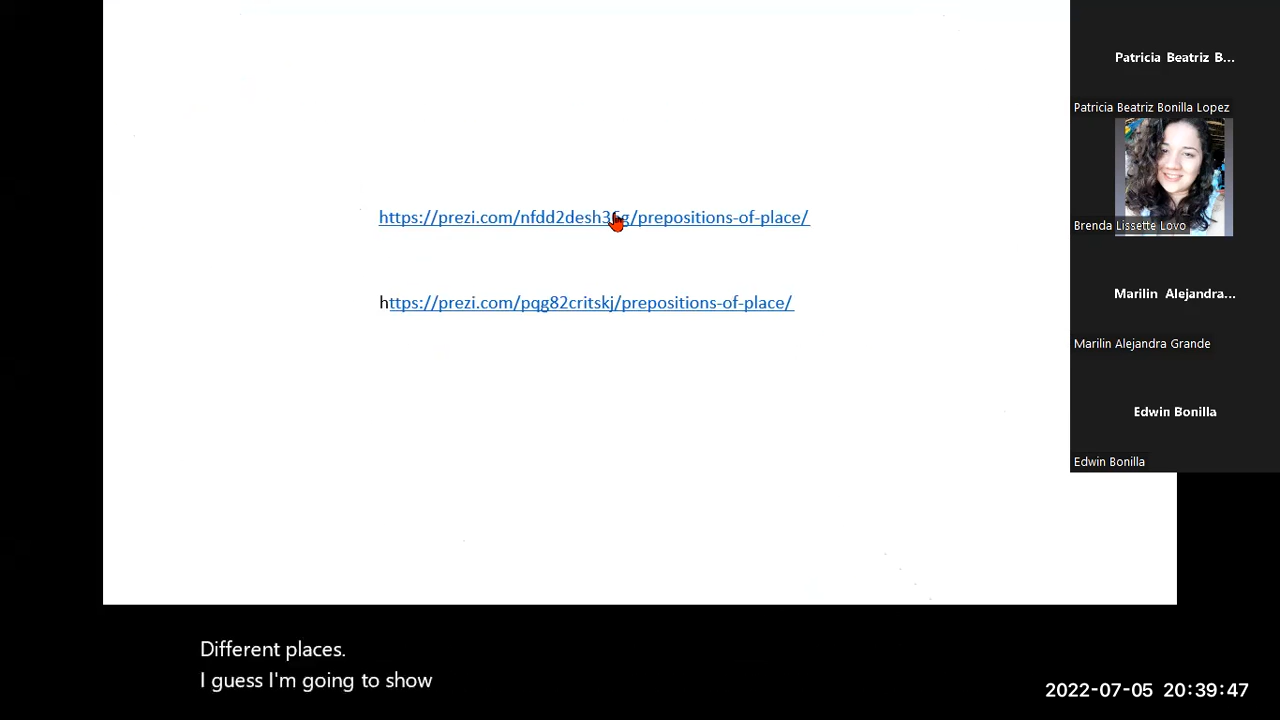 https://prezi.com/nfdd2desh36g/prepositions-of-place/
https://prezi.com/pqg82critskj/prepositions-of-place/
Patricia Beatriz B...
Patricia Beatriz Bonilla Lopez
Brenda Lissette Lovo
Marilin Alejandra...
Marilin Alejandra Grande
Edwin Bonilla
Edwin Bonilla
Different places.
I guess I'm going to show
2022-07-05 20:39:47